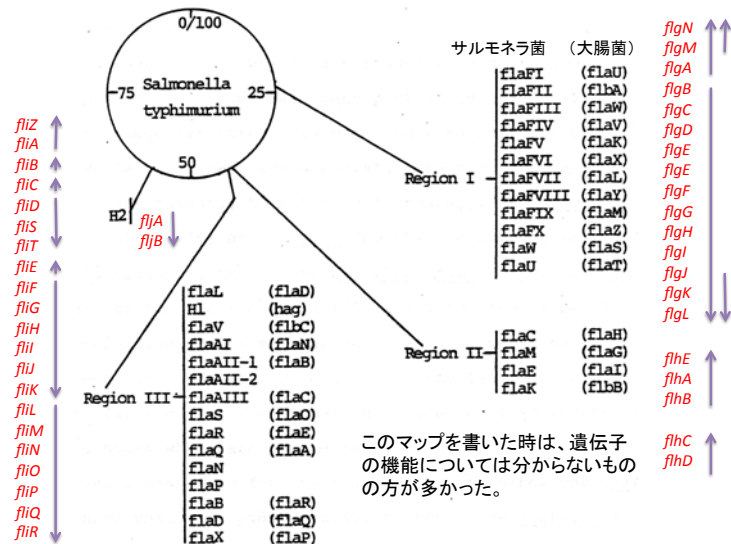 0/100
25
50
75
Salmonella
typhimurium
サルモネラ菌 (大腸菌)
Region I
flaFI (flaU)
flaFII (flbA)
flaFIII (flaW)
flaFIV (flaV)
flaFV (flaK)
flaFVI (flaX)
flaFVII (flaL)
flaFVIII (flaY)
flaFIX (flaM)
flaFX (flaZ)
flaW (flaS)
flaU (flaT)
flgN
flgM
flgA
flgB
flgC
flgD
flgE
flgE
flgF
flgG
flgH
flgI
flgJ
flgK
flgL
Region II
flaC (flaH)
flaM (flaG)
flaE (flaI)
flaK (flbB)
flhE
flhA
flhB
flhC
flhD
H2
fljA
fljB
fliZ
fliA
fliB
fliC
fliD
fliS
fliT
fliE
fliF
fliG
fliH
fliI
fliJ
fliK
fliL
fliM
fliN
fliO
fliP
fliQ
fliR
Region III
flaL (flaD)
H1 (hag)
flaV (flbC)
flaAI (flaN)
flaAII-1 (flaB)
flaAII-2
flaAIII (flaC)
flaS (flaO)
flaR (flaE)
flaQ (flaA)
flaN
flaP
flaB (flaR)
flaD (flaQ)
flaX (flaP)
このマップを書いた時は、遺伝子
の機能については分からないもの
の方が多かった。